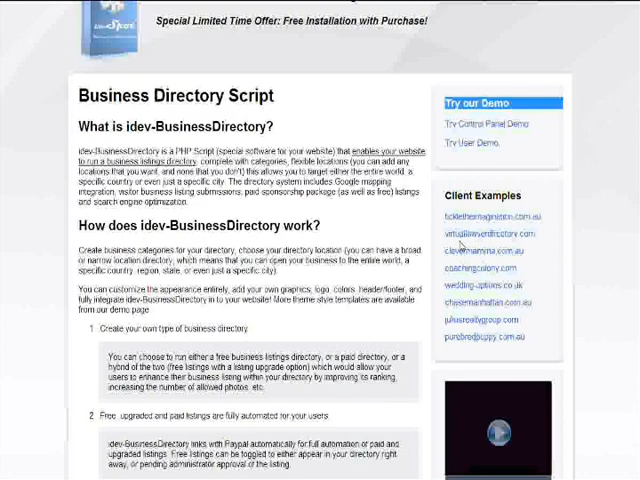 Special Limited Time Offer: Free Installation with Purchase!
Business Directory Script
What is idev-BusinessDirectory?
idev-BusinessDirectory is a PHP Script (special software for your website) that enables your website
to run a business listings directory, complete with categories, flexible locations (you can add any
locations that you want, and none that you don't) this allows you to target either the entire world, a
specific country or even just a specific city. The directory system includes Google mapping
integration, visitor business listing submissions, paid sponsorship package (as well as free) listings
and search engine optimization.
How does idev-BusinessDirectory work?
Create business categories for your directory, choose your directory location (you can have a broad
or narrow location directory, which means that you can open your business to the entire world, a
specific country, region, state, or even just a specific city).
You can customize the appearance entirely, add your own graphics, logo, colors, header/footer, and
fully integrate idev-BusinessDirectory in to your website! More theme style templates are available
from our demo page.
1 Create your own type of business directory.
You can choose to run either a free business listings directory, or a paid directory, or a
hybrid of the two (free listings with a listing upgrade option) which would allow your
users to enhance their business listing within your directory by improving its ranking,
increasing the number of allowed photos, etc.
2 Free, upgraded and paid listings are fully automated for your users.
idev-BusinessDirectory links with Paypal automatically for full automation of paid and
upgraded listings. Free listings can be toggled to either appear in your directory right
away, or pending administrator approval of the listing.
Try our Demo
Try Control Panel Demo
Try User Demo
Client Examples
ticktheimagination.com.au
virtuallawyerdirectory.com
clevermamma.com.au
coachingcolony.com
wedding-options.co.uk
chasemanhattan.com.au
juliusrealtygroup.com
purebredpuppy.com.au